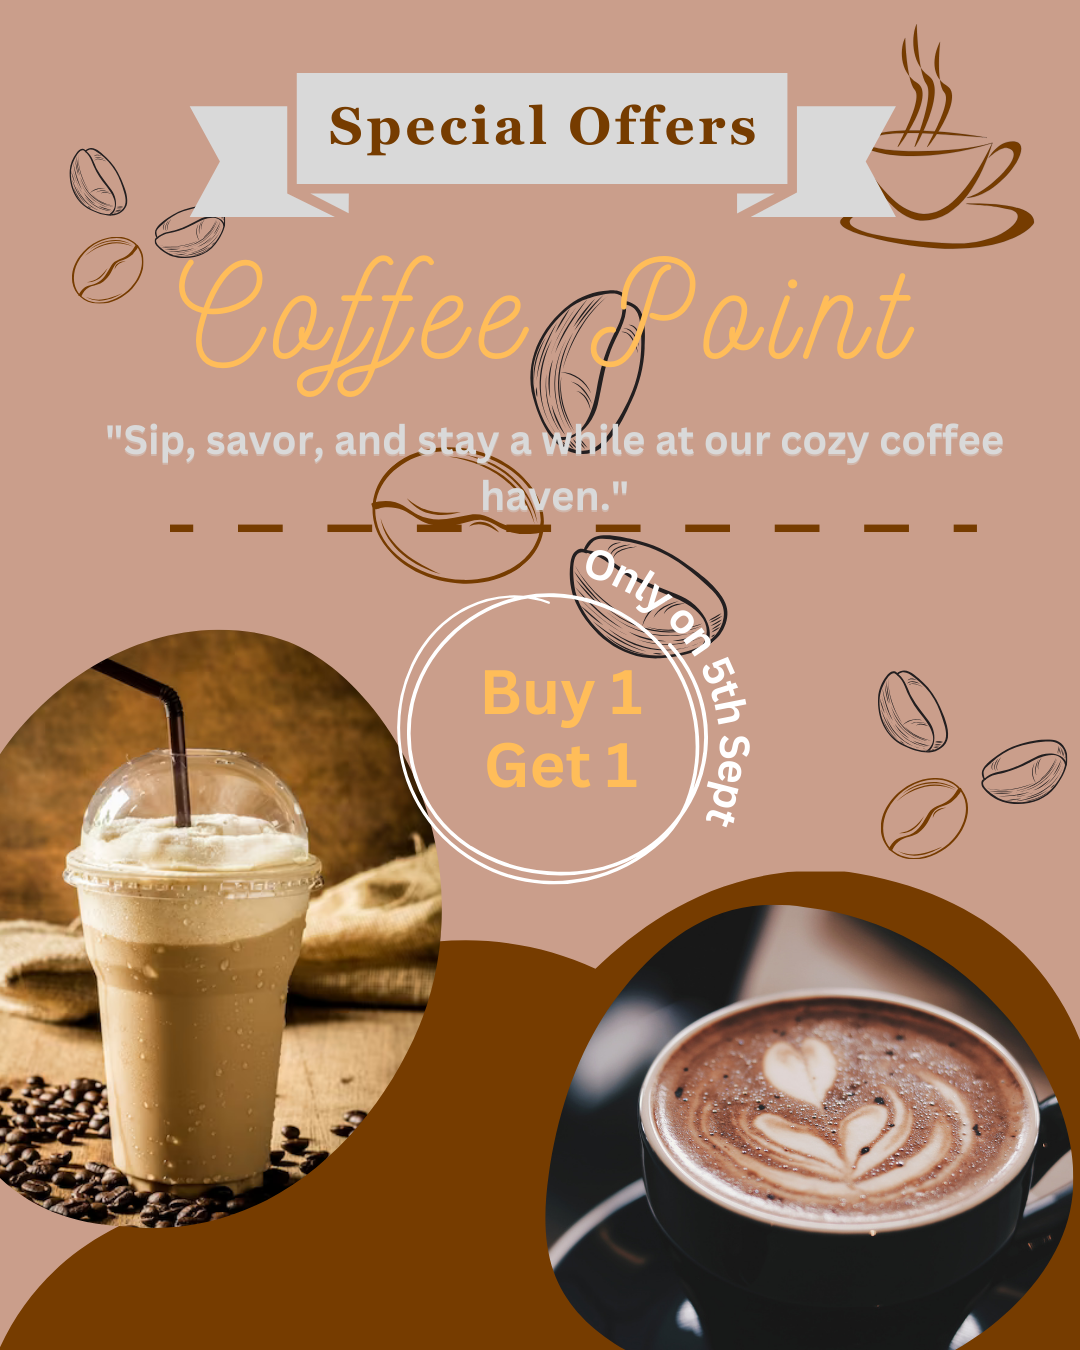 Special Offers
Coffee Point
"Sip, savor, and stay a while at our cozy coffee
haven."
Only on 5th Sept
Buy 1
Get 1